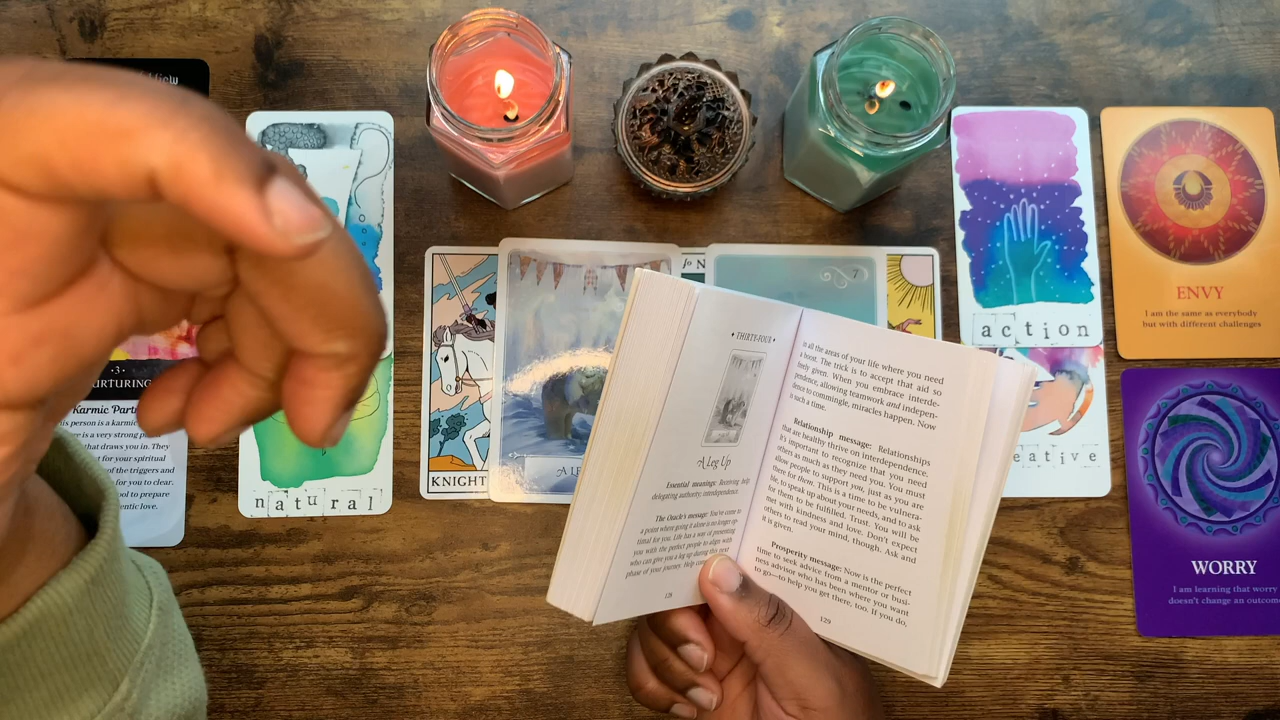 ·3·
URTURING
Karmic Part
his person is a karmic
ere is a very strong
that draws you in. They
t for your spiritual
of the triggers and
for you to clear.
ool to prepare
entic love.
natural
KNIGHT
A LE
7
THIRTY-FOUR
A Leg Up
Essential meanings: Receiving help
delegating authority; interdependence.
The Oracle's message: You've come to
a point where going it alone is no longer op-
timal for you. Life has a way of presenting
you with the perfect people to align with
who can give you a leg up during this next
phase of your journey. Help
128
in all the areas of your life where you need
a boost. The trick is to accept that aid so
freely given. When you embrace interde-
pendence, allowing teamwork and indepen-
dence to commingle, miracles happen. Now
is such a time.
Relationship message: Relationships
that are healthy thrive on interdependence.
It's important to recognize that you need
others as much as they need you. You must
allow people to support you, just as you are
there for them. This is a time to be vulnera-
ble, to speak up about your needs, and to ask
for them to be fulfilled. Trust. You will be
met with kindness and love. Don't expect
others to read your mind, though. Ask and
it is given.
Prosperity message: Now is the perfect
time to seek advice from a mentor or busi-
ness advisor who has been where you want
to go—to help you get there, too. If you do,
129
action
eative
ENVY
I am the same as everybody
but with different challenges
WORRY
I am learning that worry
doesn't change an outcom